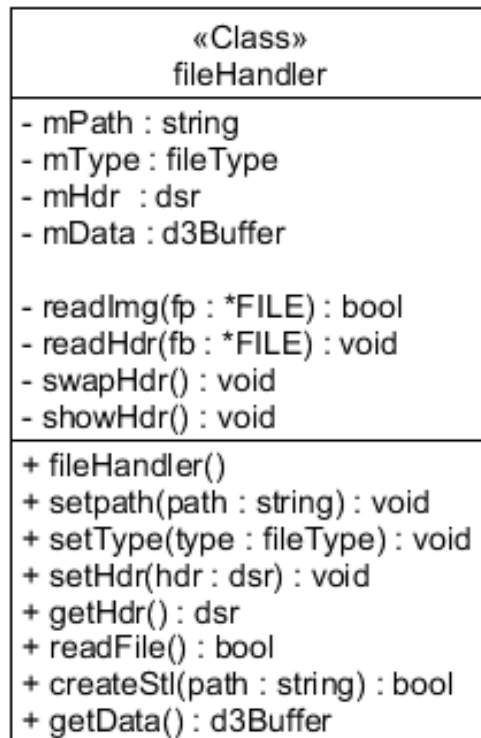 «Class»
fileHandler
- mPath : string
- mType : fileType
- mHdr : dsr
- mData : d3Buffer
- readImg(fp : *FILE) : bool
- readHdr(fb : *FILE) : void
- swapHdr() : void
- showHdr() : void
+ fileHandler()
+ setpath(path : string) : void
+ setType(type : fileType) : void
+ setHdr(hdr : dsr) : void
+ getHdr() : dsr
+ readFile() : bool
+ createStl(path : string) : bool
+ getData() : d3Buffer